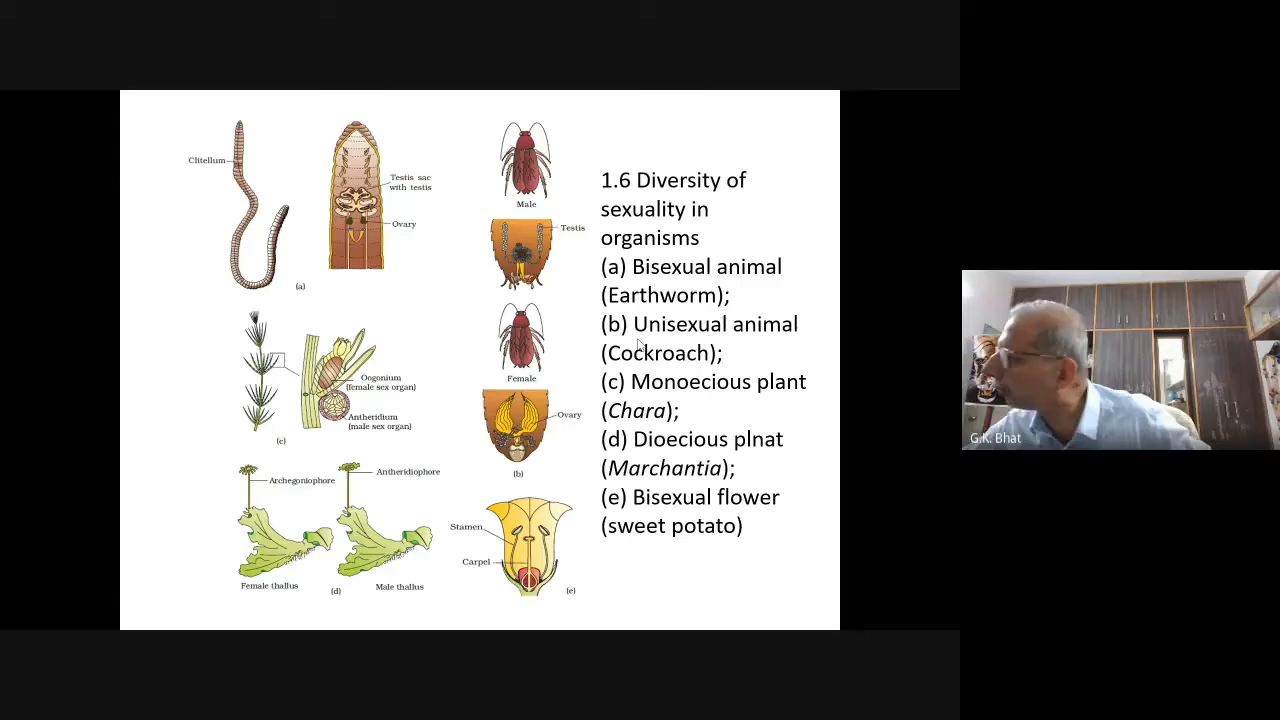 Clitellum
Testis sac
with testis
Ovary
(a)
Male
Testis
Female
Ovary
(b)
Oogonium
(female sex organ)
Antheridium
(male sex organ)
(c)
Archegoniophore
Antheridiophore
Female thallus
(d)
Male thallus
Stamen
Carpel
(e)
1.6 Diversity of
sexuality in
organisms
(a) Bisexual animal
(Earthworm);
(b) Unisexual animal
(Cockroach);
(c) Monoecious plant
(Chara);
(d) Dioecious plnat
(Marchantia);
(e) Bisexual flower
(sweet potato)
G.K. Bhat